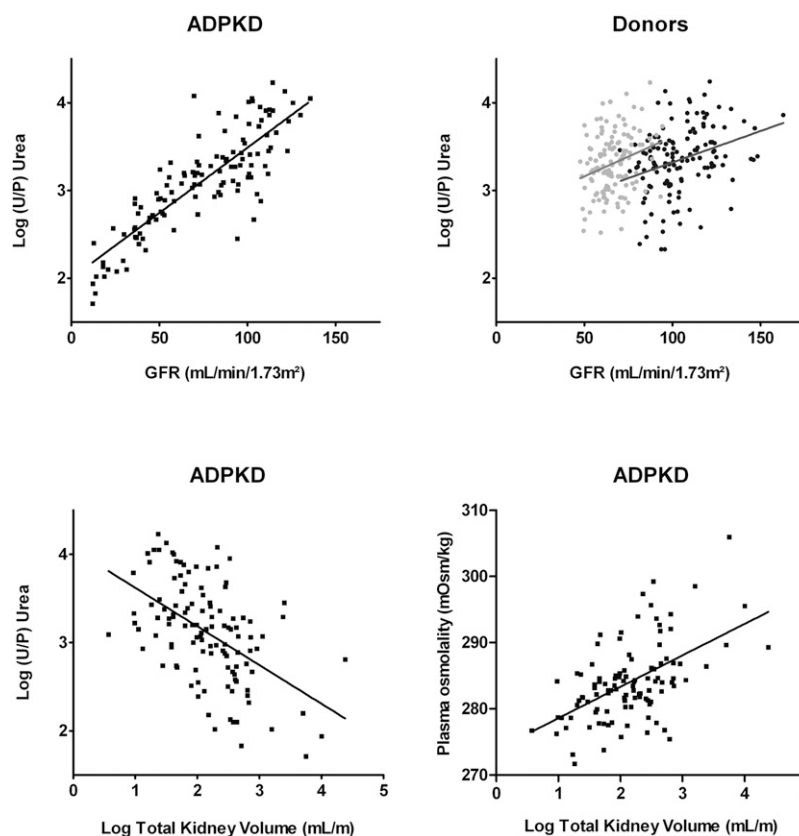 ADPKD
Log (U/P) Urea
4
3
2
0
50
100
150
GFR (mL/min/1.73m²)
Donors
Log (U/P) Urea
4
3
2
0
50
100
150
GFR (mL/min/1.73m²)
ADPKD
Log (U/P) Urea
4
3
2
0
1
2
3
4
5
Log Total Kidney Volume (mL/m)
ADPKD
Plasma osmolality (mOsm/kg)
310
300
290
280
270
0
1
2
3
4
Log Total Kidney Volume (mL/m)